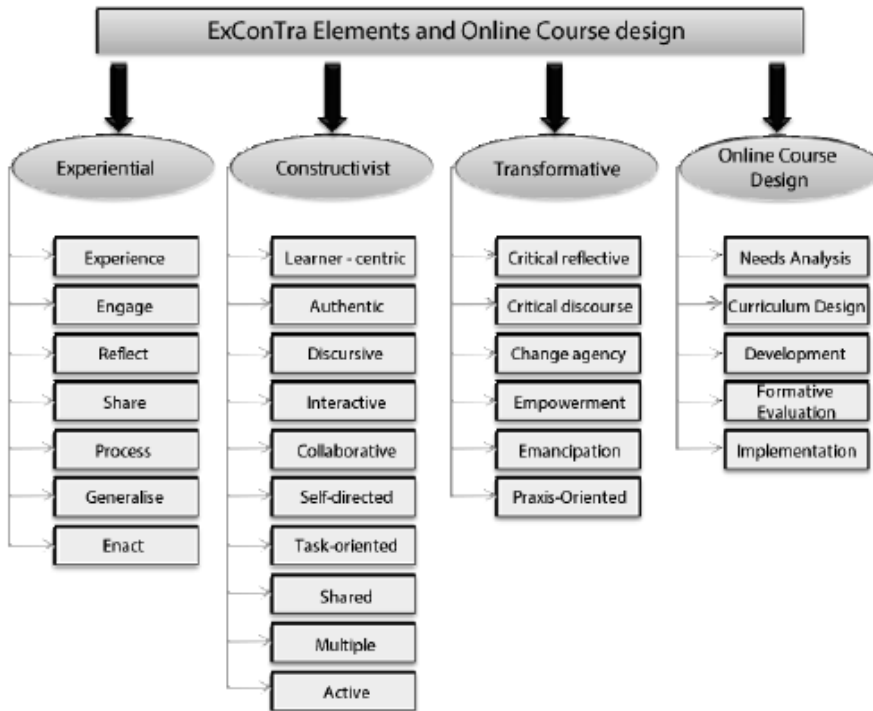 ExConTra Elements and Online Course design
Experiential
Experience
Engage
Reflect
Share
Process
Generalise
Enact
Constructivist
Learner - centric
Authentic
Discursive
Interactive
Collaborative
Self-directed
Task-oriented
Shared
Multiple
Active
Transformative
Critical reflective
Critical discourse
Change agency
Empowerment
Emancipation
Praxis-Oriented
Online Course
Design
Needs Analysis
Curriculum Design
Development
Formative
Evaluation
Implementation